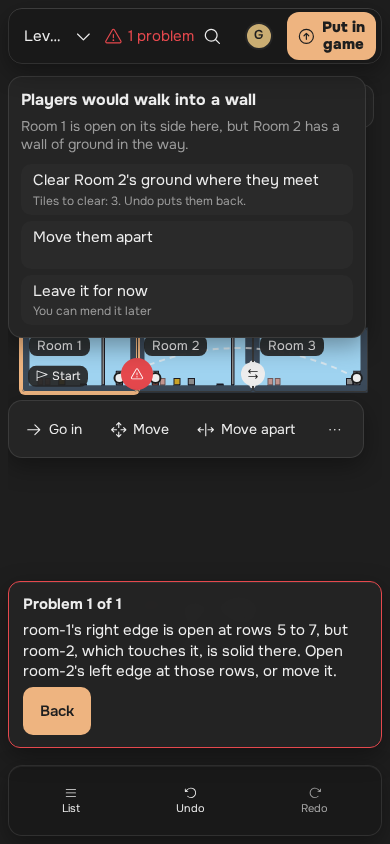 Lev...
1 problem
G
Put in
game
Players would walk into a wall
Room 1 is open on its side here, but Room 2 has a
wall of ground in the way.
Clear Room 2's ground where they meet
Tiles to clear: 3. Undo puts them back.
Move them apart
Leave it for now
You can mend it later
Room 1
Room 2
Room 3
Start
Go in
Move
Move apart
...
Problem 1 of 1
room-1's right edge is open at rows 5 to 7, but
room-2, which touches it, is solid there. Open
room-2's left edge at those rows, or move it.
Back
List
Undo
Redo